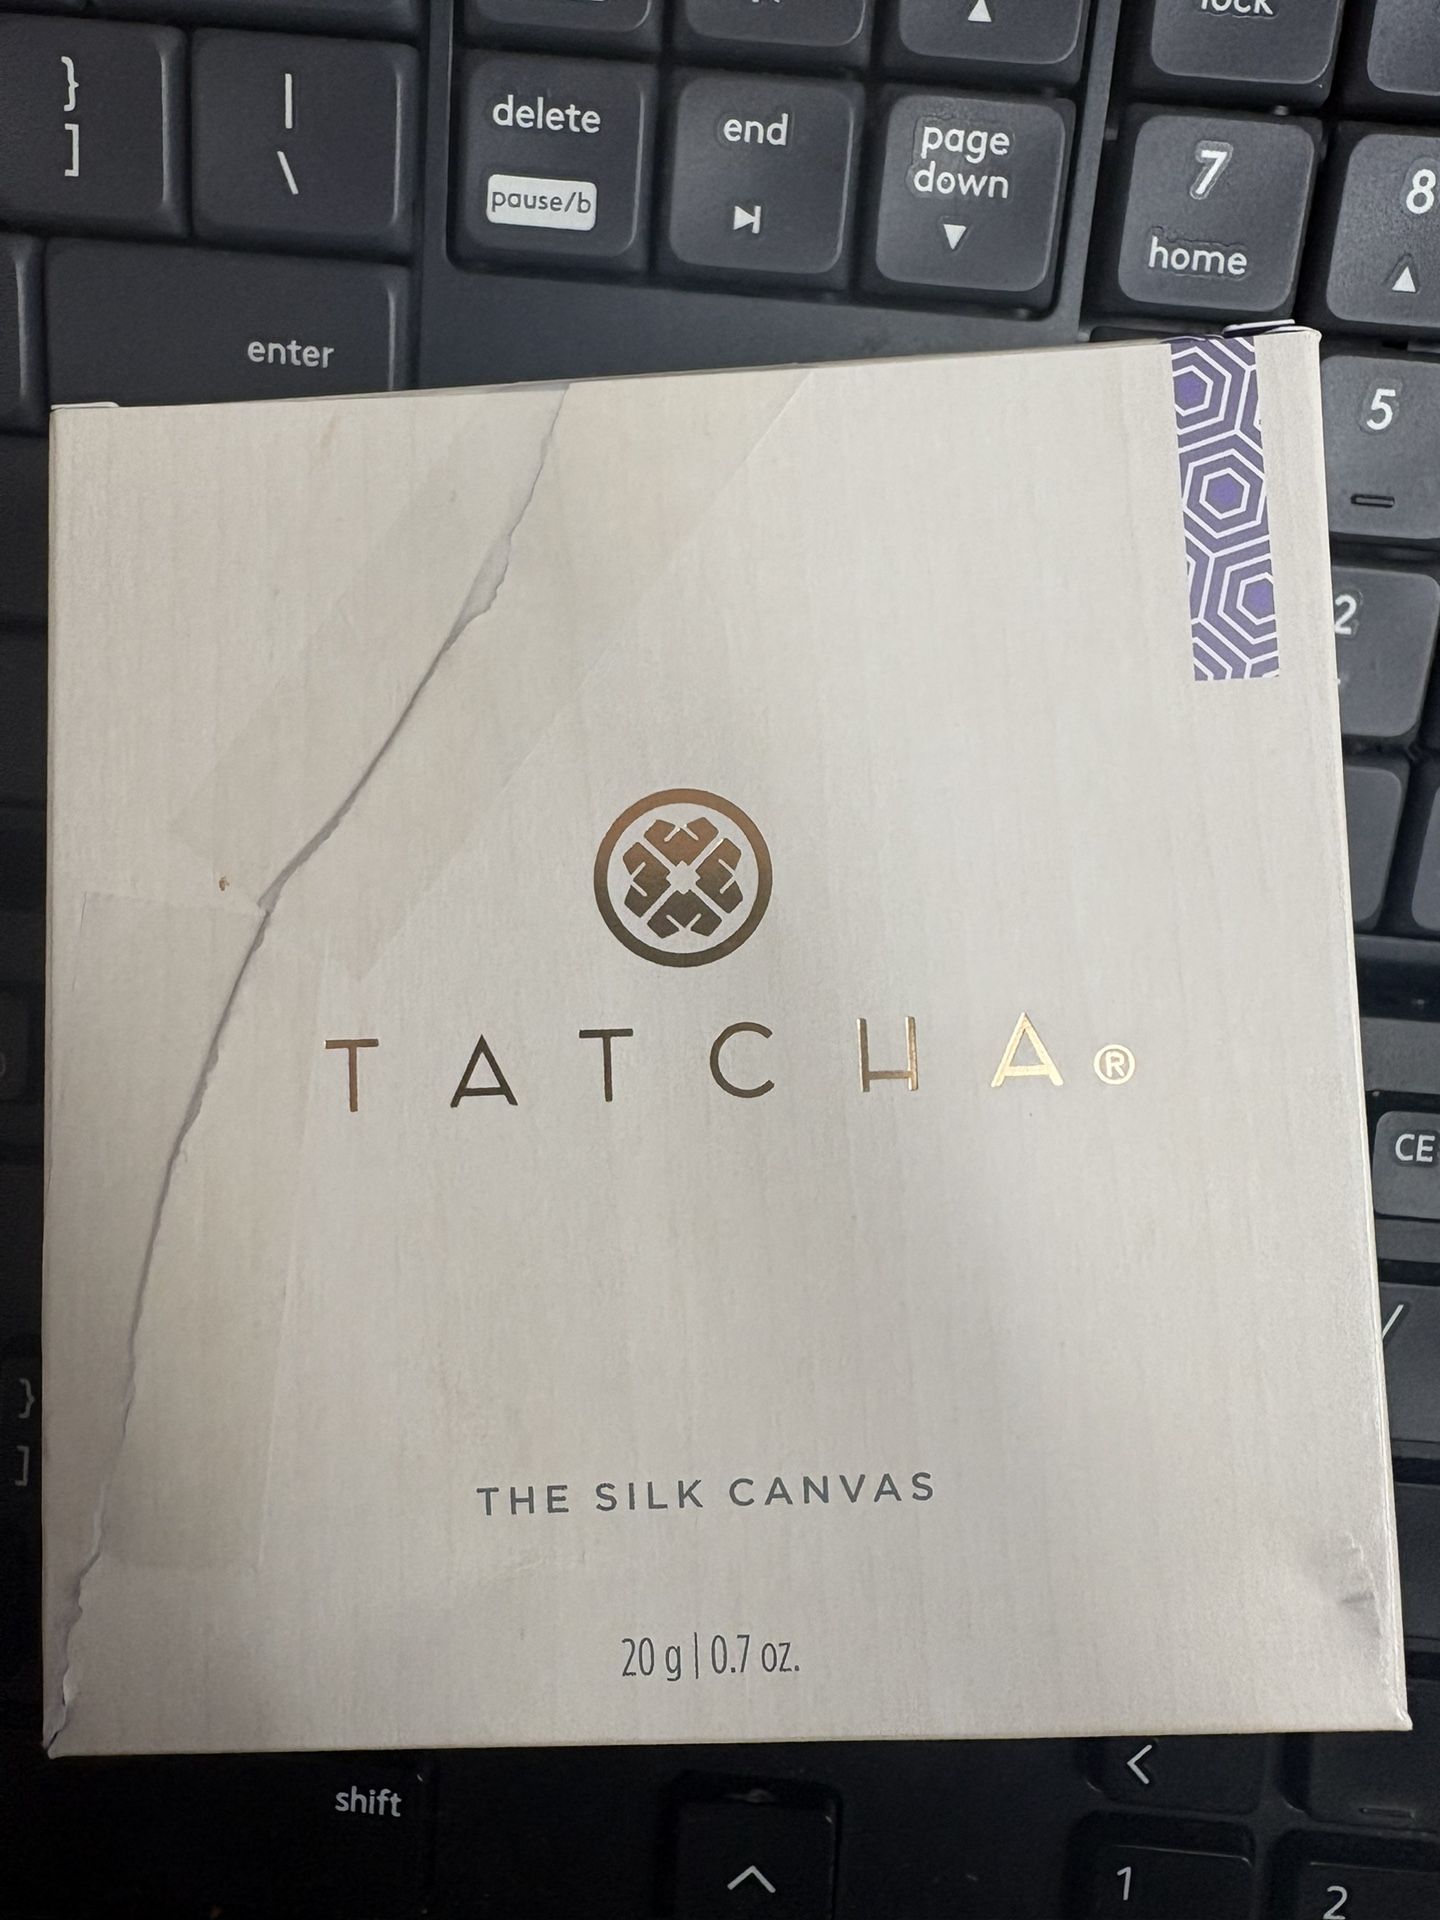 lock
}
]
|
\
delete
pause/b
end
page
down
7
home
8
enter
5
2
TATCHA®
CE
/
}
]
THE SILK CANVAS
20 g | 0.7 oz.
shift
<
1
2